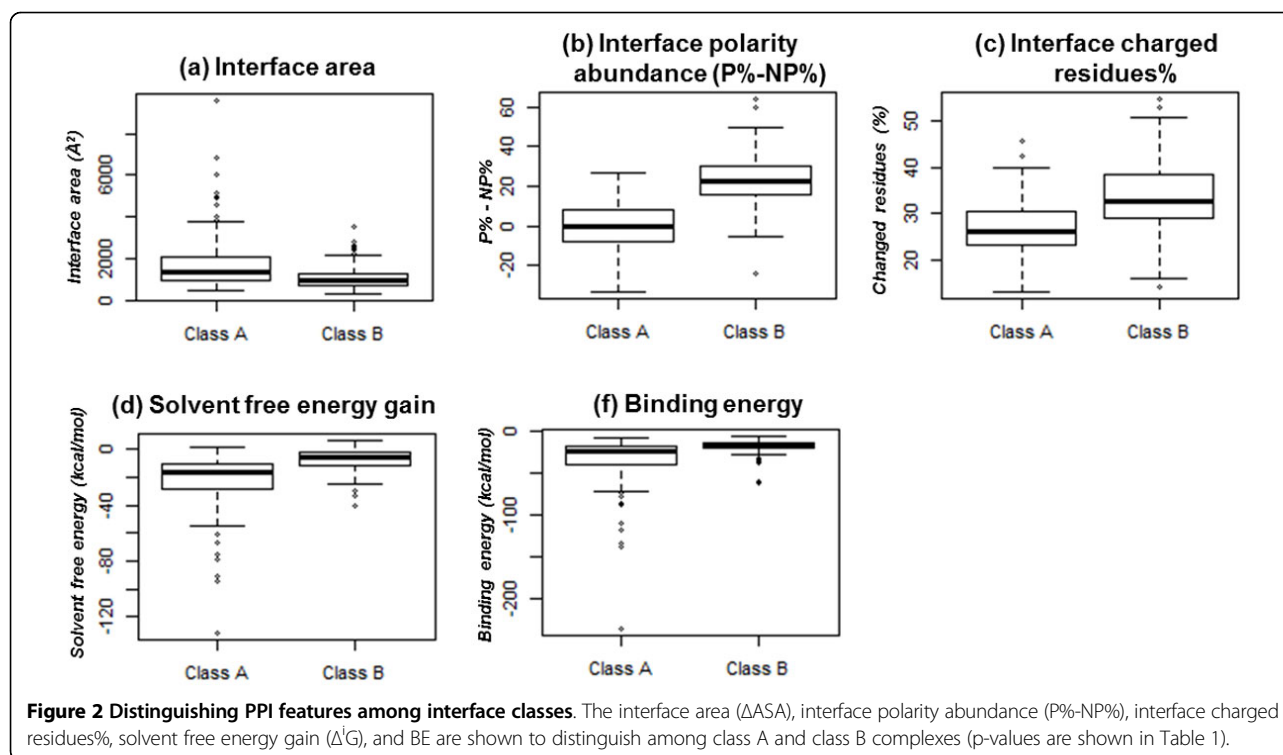 (a) Interface area
Interface area (Å²)
6000
2000
0
Class A
Class B
(b) Interface polarity
abundance (P%-NP%)
P% - NP%
60
40
20
0
-20
Class A
Class B
(c) Interface charged
residues%
Changed residues (%)
50
40
30
20
Class A
Class B
(d) Solvent free energy gain
Solvent free energy (kcal/mol)
0
-40
-80
-120
Class A
Class B
(f) Binding energy
Binding energy (kcal/mol)
0
-100
-200
Class A
Class B
Figure 2 Distinguishing PPI features among interface classes. The interface area (ΔASA), interface polarity abundance (P%-NP%), interface charged
residues%, solvent free energy gain (ΔⁱG), and BE are shown to distinguish among class A and class B complexes (p-values are shown in Table 1).